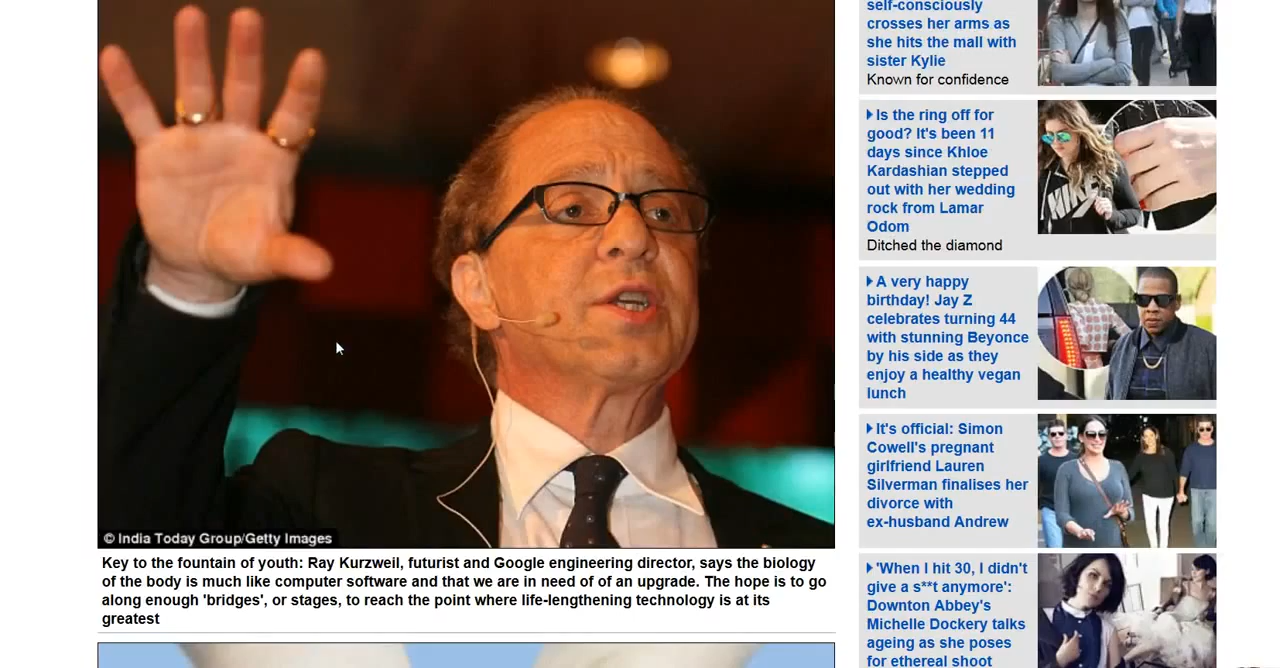 © India Today Group/Getty Images
Key to the fountain of youth: Ray Kurzweil, futurist and Google engineering director, says the biology
of the body is much like computer software and that we are in need of of an upgrade. The hope is to go
along enough 'bridges', or stages, to reach the point where life-lengthening technology is at its
greatest
self-consciously
crosses her arms as
she hits the mall with
sister Kylie
Known for confidence
Is the ring off for
good? It's been 11
days since Khloe
Kardashian stepped
out with her wedding
rock from Lamar
Odom
Ditched the diamond
A very happy
birthday! Jay Z
celebrates turning 44
with stunning Beyonce
by his side as they
enjoy a healthy vegan
lunch
It's official: Simon
Cowell's pregnant
girlfriend Lauren
Silverman finalises her
divorce with
ex-husband Andrew
'When I hit 30, I didn't
give a s**t anymore':
Downton Abbey's
Michelle Dockery talks
ageing as she poses
for ethereal shoot
NIKE